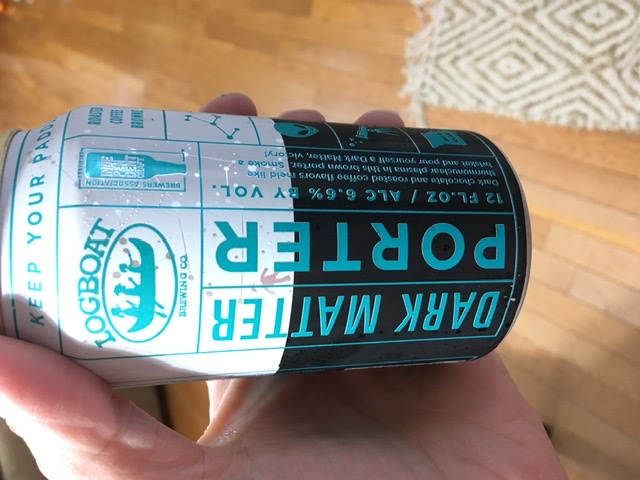 DARK MATTER
PORTER
12 FL.OZ / ALC 6.6% BY VOL.
Dark chocolate and roasted coffee flavors meld like
thermonuclear plasma in this brown porter. Smoke a
brisket and pour yourself a Dark Matter, victory!
LOGBOAT
BREWING CO.
BREWERS ASSOCIATION
KEEP YOUR
ROASTED
COFFEE